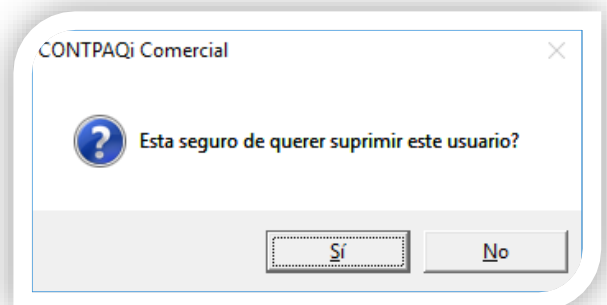 CONTPAQi Comercial
Esta seguro de querer suprimir este usuario?
Sí
No